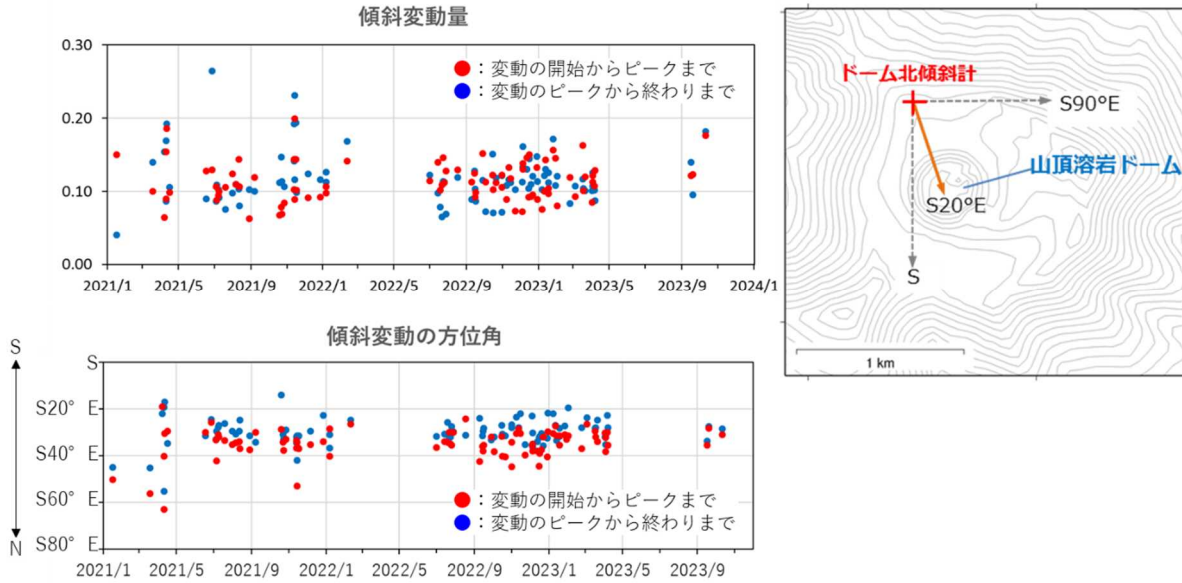 傾斜変動量
0.30
0.20
0.10
0.00
●：変動の開始からピークまで
●：変動のピークから終わりまで
2021/1 2021/5 2021/9 2022/1 2022/5 2022/9 2023/1 2023/5 2023/9 2024/1
傾斜変動の方位角
S
N
S
S20° E
S40° E
S60° E
S80° E
●：変動の開始からピークまで
●：変動のピークから終わりまで
2021/1 2021/5 2021/9 2022/1 2022/5 2022/9 2023/1 2023/5 2023/9
ドーム北傾斜計
S90°E
山頂溶岩ドーム
S20°E
S
1 km